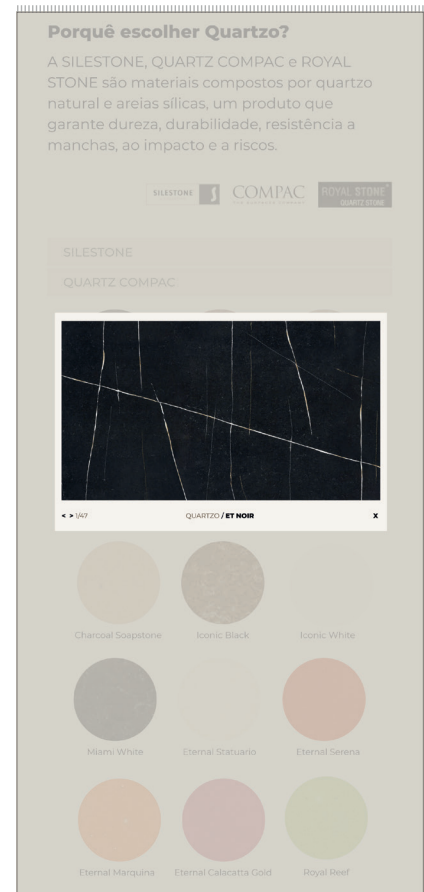 Porquê escolher Quartzo?
A SILESTONE, QUARTZ COMPAC e ROYAL
STONE são materiais compostos por quartzo
natural e areias sílicas, um produto que
garante dureza, durabilidade, resistência a
manchas, ao impacto e a riscos.
SILESTONE COMPAC ROYAL STONE
QUARTZ STONE
SILESTONE
QUARTZ COMPAC
< > 1/47 QUARTZO / ET NOIR X
Charcoal Soapstone Iconic Black Iconic White
Miami White Eternal Statuario Eternal Serena
Eternal Marquina Eternal Calacatta Gold Royal Reef